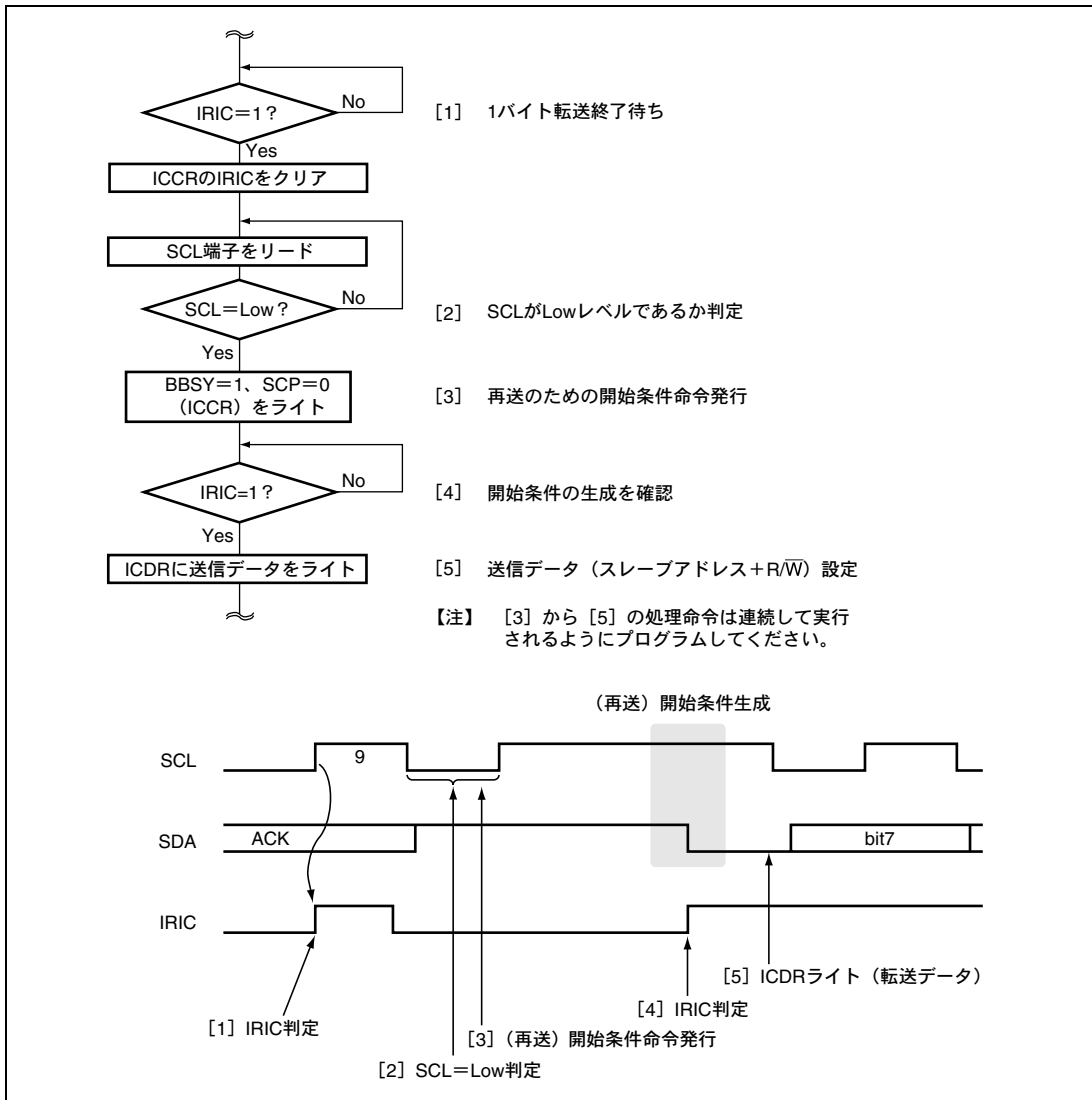 IRIC＝1？
No
［1］ 1バイト転送終了待ち
Yes
ICCRのIRICをクリア
SCL端子をリード
SCL＝Low？
No
［2］ SCLがLowレベルであるか判定
Yes
BBSY＝1、SCP＝0
（ICCR）をライト
［3］ 再送のための開始条件命令発行
IRIC=1？
No
［4］ 開始条件の生成を確認
Yes
ICDRに送信データをライト
［5］ 送信データ（スレーブアドレス＋R/W̅）設定
【注】 ［3］から［5］の処理命令は連続して実行
されるようにプログラムしてください。
（再送）開始条件生成
SCL
9
SDA
ACK
bit7
IRIC
［5］ICDRライト（転送データ）
［4］IRIC判定
［1］IRIC判定
［3］（再送）開始条件命令発行
［2］SCL＝Low判定